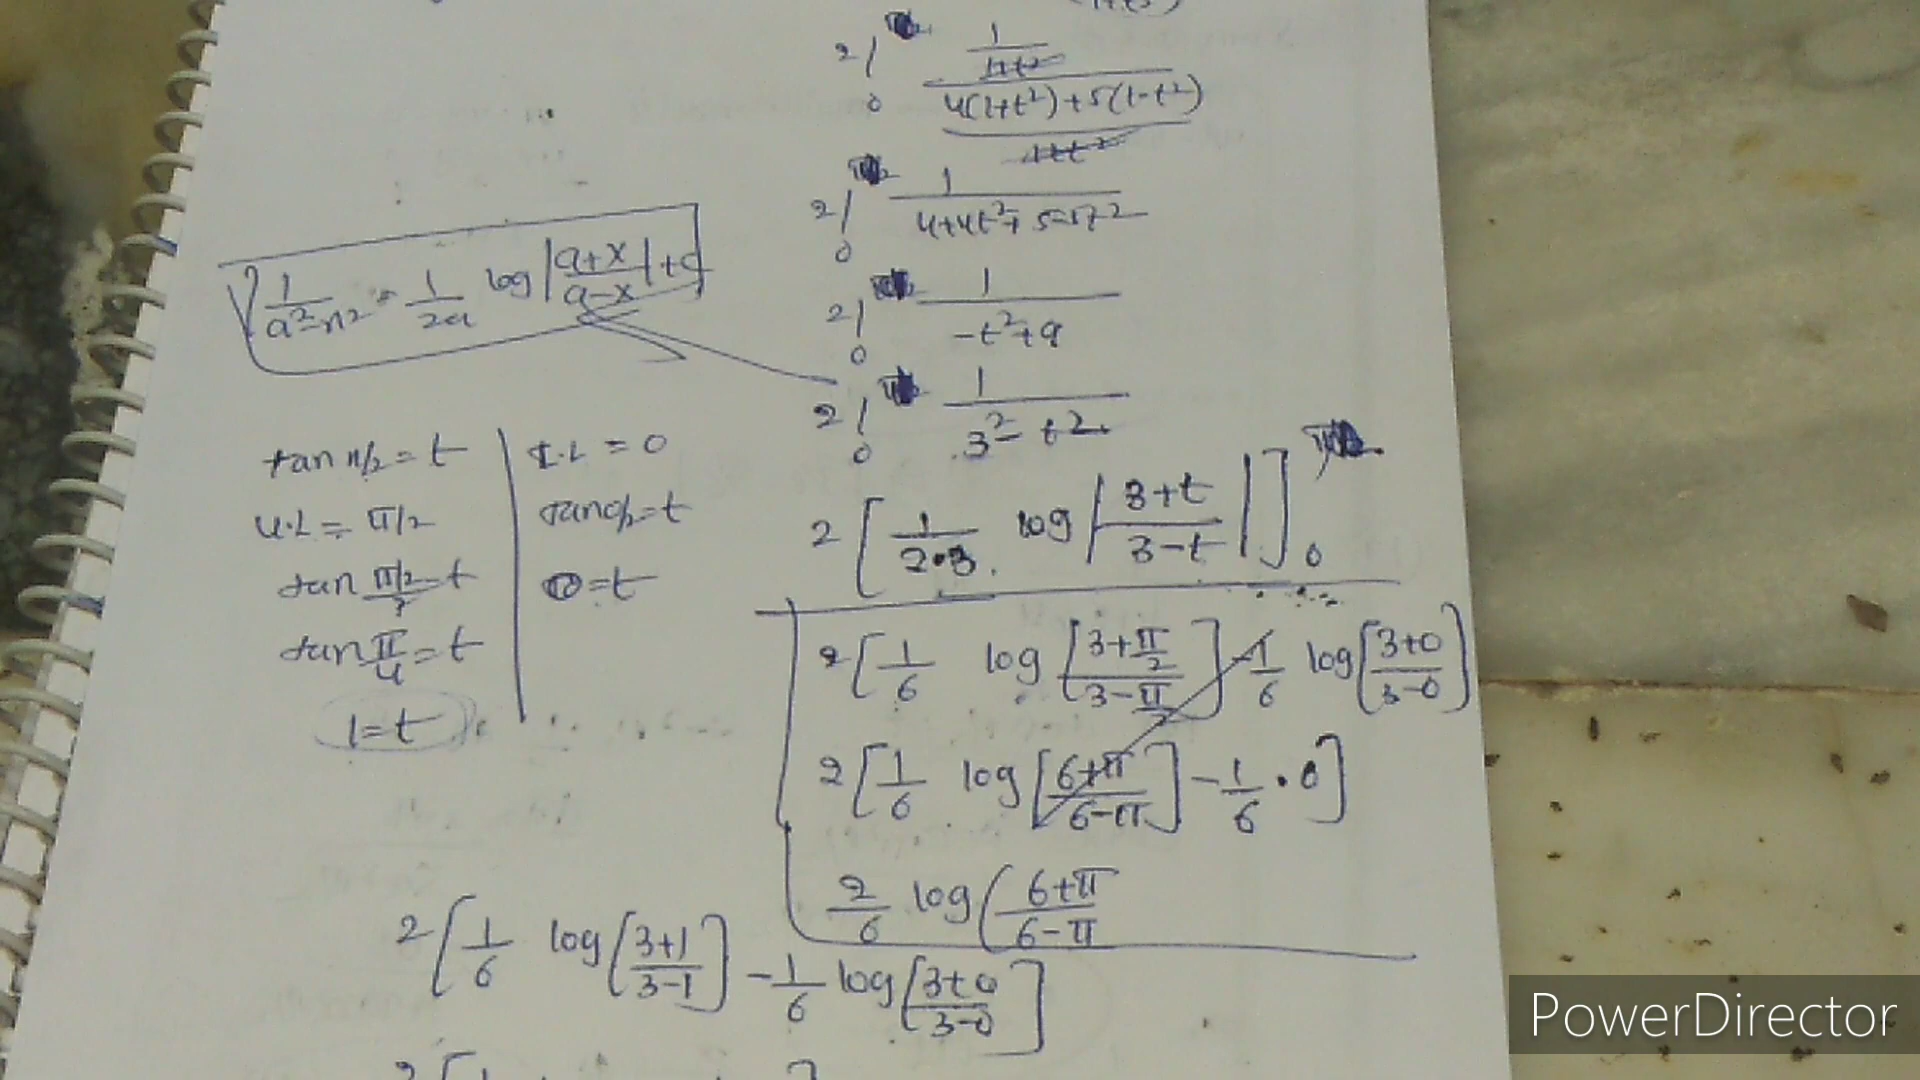 2∫ 0 1/1+t² / 4(1+t²)+5(1-t²) / 1+t²
2∫ 0 1 / 4+4t²+5-5t²
2∫ 0 1 / -t²+9
2∫ 0 1 / 3²-t²
∫ 1/a²-x² = 1/2a log|a+x/a-x|+c
2[1/2·3 log|3+t/3-t|] 0
tan x/2 = t
U.L = π/2
tan π/2/2 = t
tan π/4 = t
1=t
L.L = 0
tan 0/2 = t
0=t
2[1/6 log[3+π/2 / 3-π/2] - 1/6 log[3+0/3-0]
2[1/6 log[6+π/6-π] - 1/6 · 0]
2/6 log(6+π/6-π
2[1/6 log[3+1/3-1] - 1/6 log[3+0/3-0]]
PowerDirector